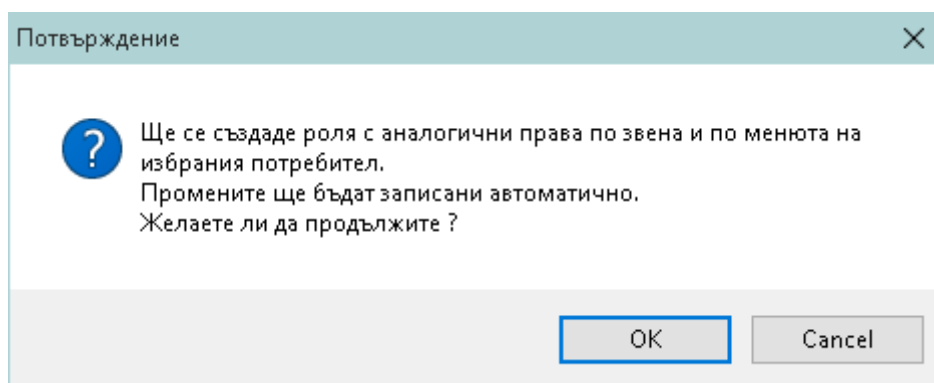 Потвърждение
Ще се създаде роля с аналогични права по звена и по менюта на
избрания потребител.
Промените ще бъдат записани автоматично.
Желаете ли да продължите ?
OK
Cancel